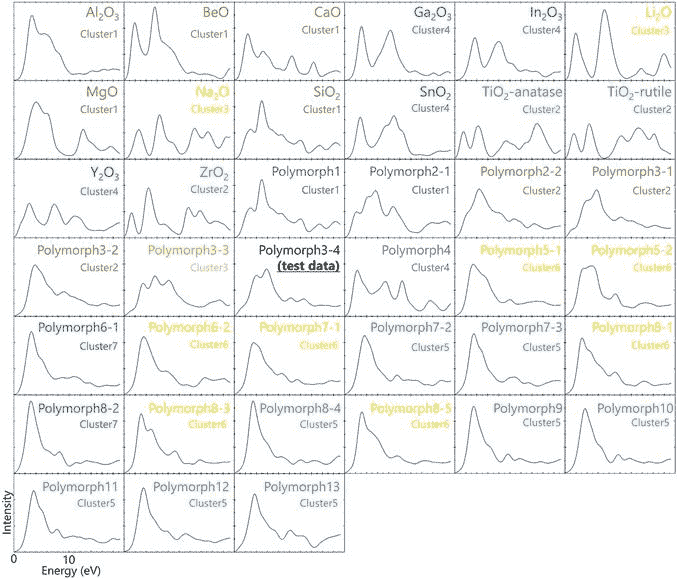 Al₂O₃
Cluster1
BeO
Cluster1
CaO
Cluster1
Ga₂O₃
Cluster4
In₂O₃
Cluster4
Li₂O
Cluster3
MgO
Cluster1
Na₂O
Cluster3
SiO₂
Cluster1
SnO₂
Cluster4
TiO₂-anatase
Cluster2
TiO₂-rutile
Cluster2
Y₂O₃
Cluster4
ZrO₂
Cluster2
Polymorph1
Cluster1
Polymorph2-1
Cluster1
Polymorph2-2
Cluster2
Polymorph3-1
Cluster2
Polymorph3-2
Cluster2
Polymorph3-3
Cluster3
Polymorph3-4
(test data)
Polymorph4
Cluster4
Polymorph5-1
Cluster6
Polymorph5-2
Cluster6
Polymorph6-1
Cluster7
Polymorph6-2
Cluster6
Polymorph7-1
Cluster6
Polymorph7-2
Cluster5
Polymorph7-3
Cluster5
Polymorph8-1
Cluster6
Polymorph8-2
Cluster7
Polymorph8-3
Cluster6
Polymorph8-4
Cluster5
Polymorph8-5
Cluster6
Polymorph9
Cluster5
Polymorph10
Cluster5
Polymorph11
Cluster5
Polymorph12
Cluster5
Polymorph13
Cluster5
Intensity
0 10
Energy (eV)